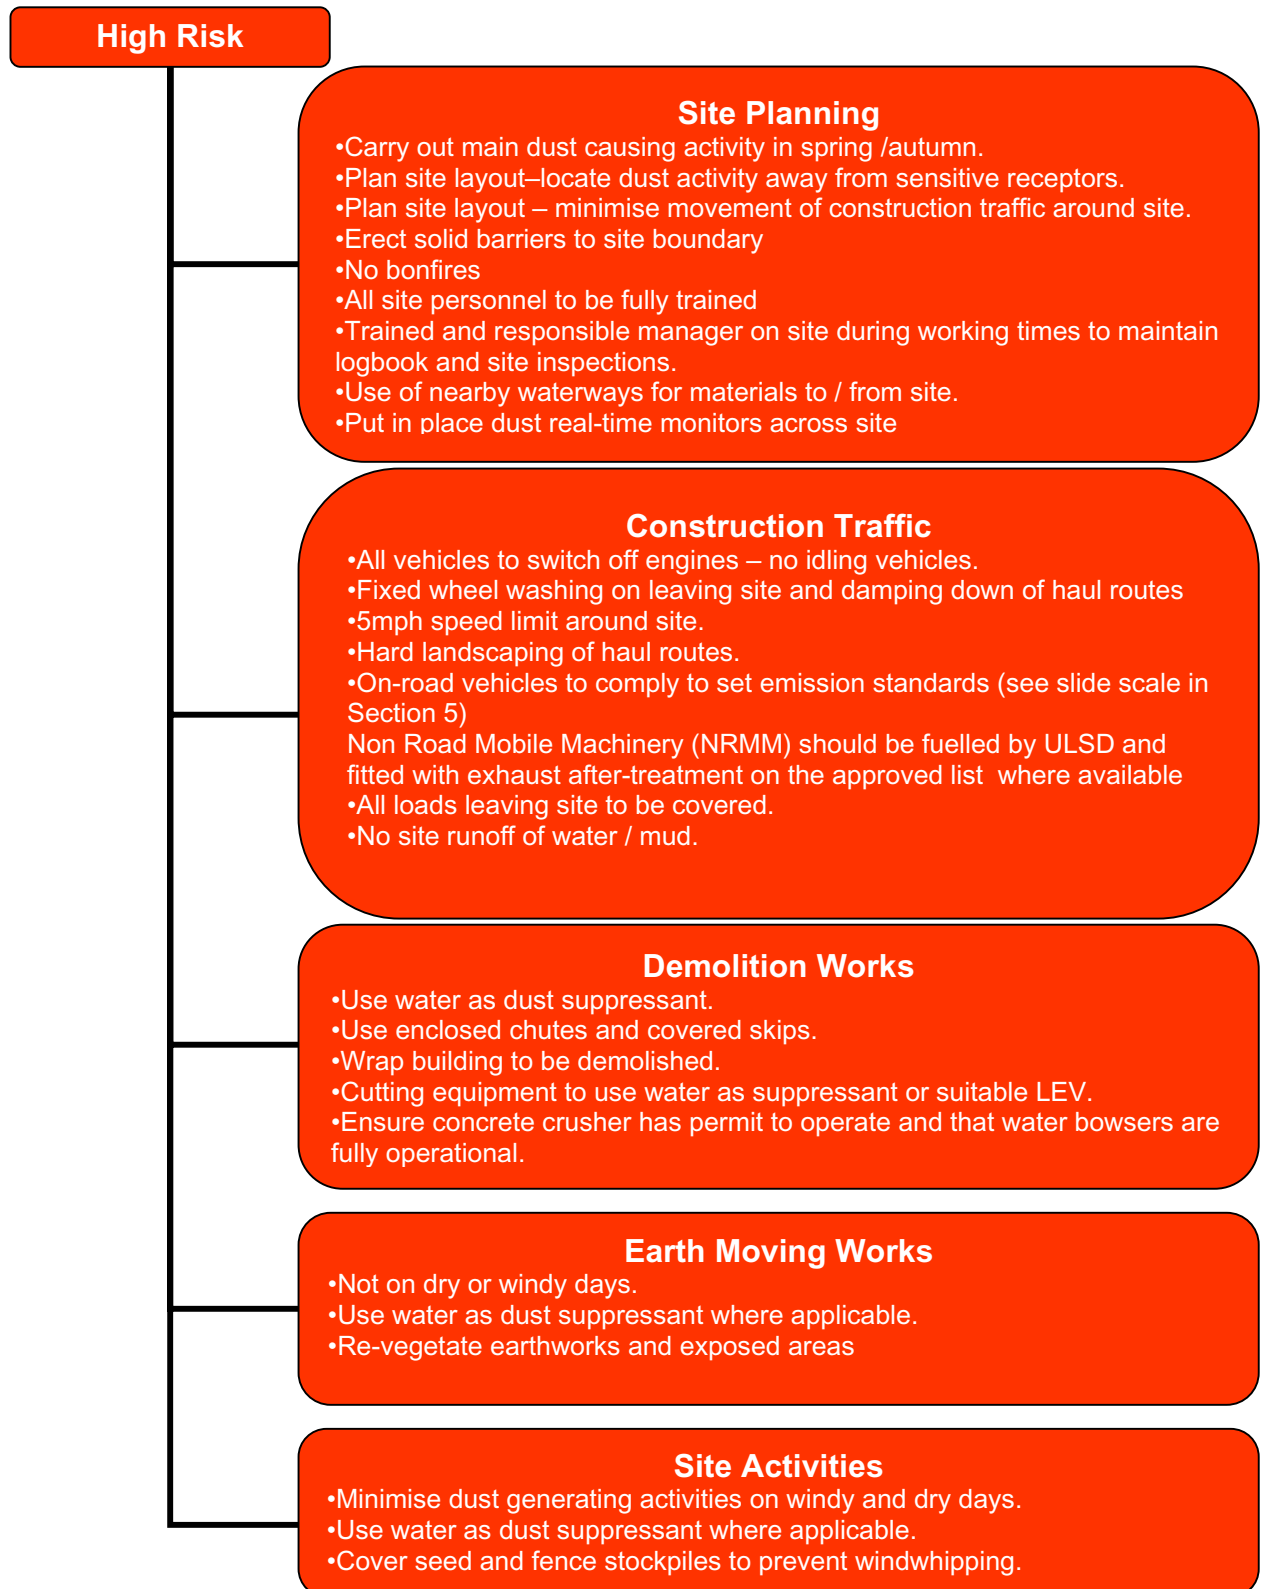 High Risk
Site Planning
•Carry out main dust causing activity in spring /autumn.
•Plan site layout–locate dust activity away from sensitive receptors.
•Plan site layout – minimise movement of construction traffic around site.
•Erect solid barriers to site boundary
•No bonfires
•All site personnel to be fully trained
•Trained and responsible manager on site during working times to maintain
logbook and site inspections.
•Use of nearby waterways for materials to / from site.
•Put in place dust real-time monitors across site
Construction Traffic
•All vehicles to switch off engines – no idling vehicles.
•Fixed wheel washing on leaving site and damping down of haul routes
•5mph speed limit around site.
•Hard landscaping of haul routes.
•On-road vehicles to comply to set emission standards (see slide scale in
Section 5)
Non Road Mobile Machinery (NRMM) should be fuelled by ULSD and
fitted with exhaust after-treatment on the approved list  where available
•All loads leaving site to be covered.
•No site runoff of water / mud.
Demolition Works
•Use water as dust suppressant.
•Use enclosed chutes and covered skips.
•Wrap building to be demolished.
•Cutting equipment to use water as suppressant or suitable LEV.
•Ensure concrete crusher has permit to operate and that water bowsers are
fully operational.
Earth Moving Works
•Not on dry or windy days.
•Use water as dust suppressant where applicable.
•Re-vegetate earthworks and exposed areas
Site Activities
•Minimise dust generating activities on windy and dry days.
•Use water as dust suppressant where applicable.
•Cover seed and fence stockpiles to prevent windwhipping.